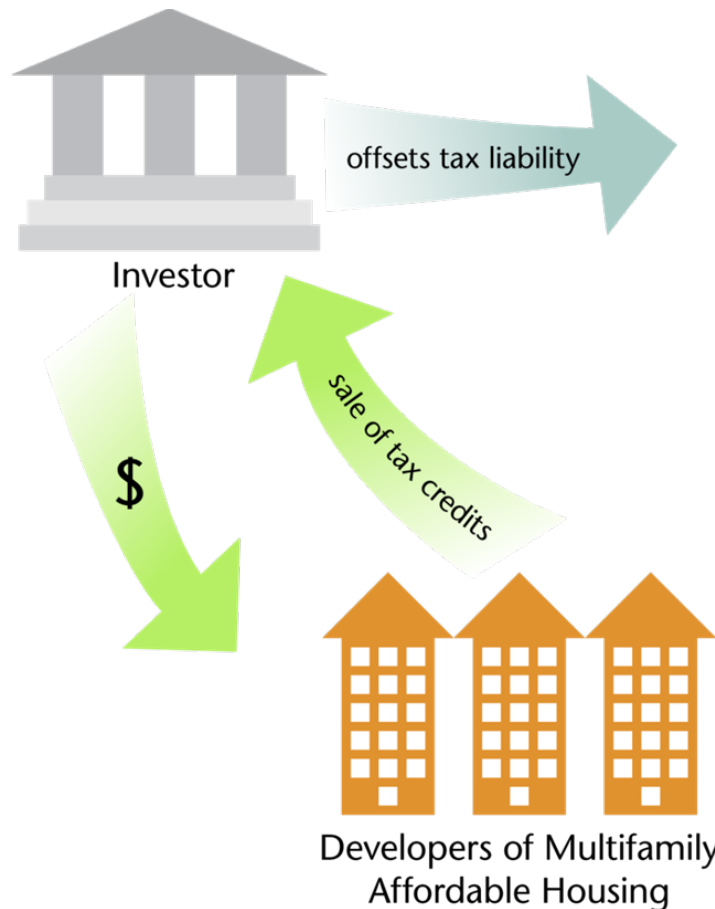 offsets tax liability
Investor
sale of tax credits
$
Developers of Multifamily
Affordable Housing